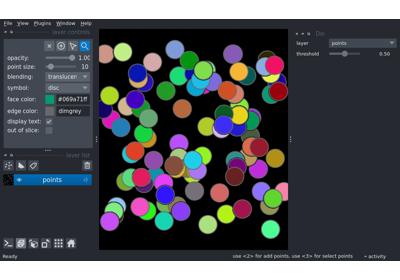 File View Plugins Window Help
layer controls
opacity: 1.00
point size: 10
blending: translucen
symbol: disc
face color: #069a71ff
edge color: dimgrey
display text:
out of slice:
layer list
points
Do
layer points
threshold 0.50
Ready
use <2> for add points, use <3> for select points
activity